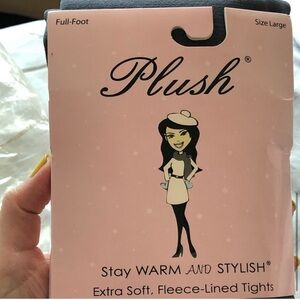 Full-Foot
Size Large
Plush®
Stay WARM AND STYLISH®
Extra Soft, Fleece-Lined Tights